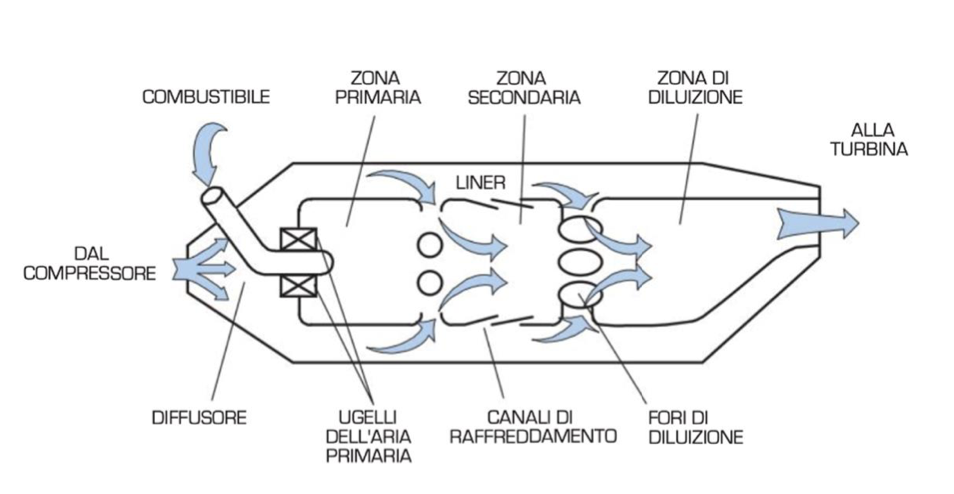 COMBUSTIBILE
ZONA
PRIMARIA
ZONA
SECONDARIA
ZONA DI
DILUIZIONE
ALLA
TURBINA
LINER
DAL
COMPRESSORE
DIFFUSORE
UGELLI
DELL'ARIA
PRIMARIA
CANALI DI
RAFFREDDAMENTO
FORI DI
DILUIZIONE